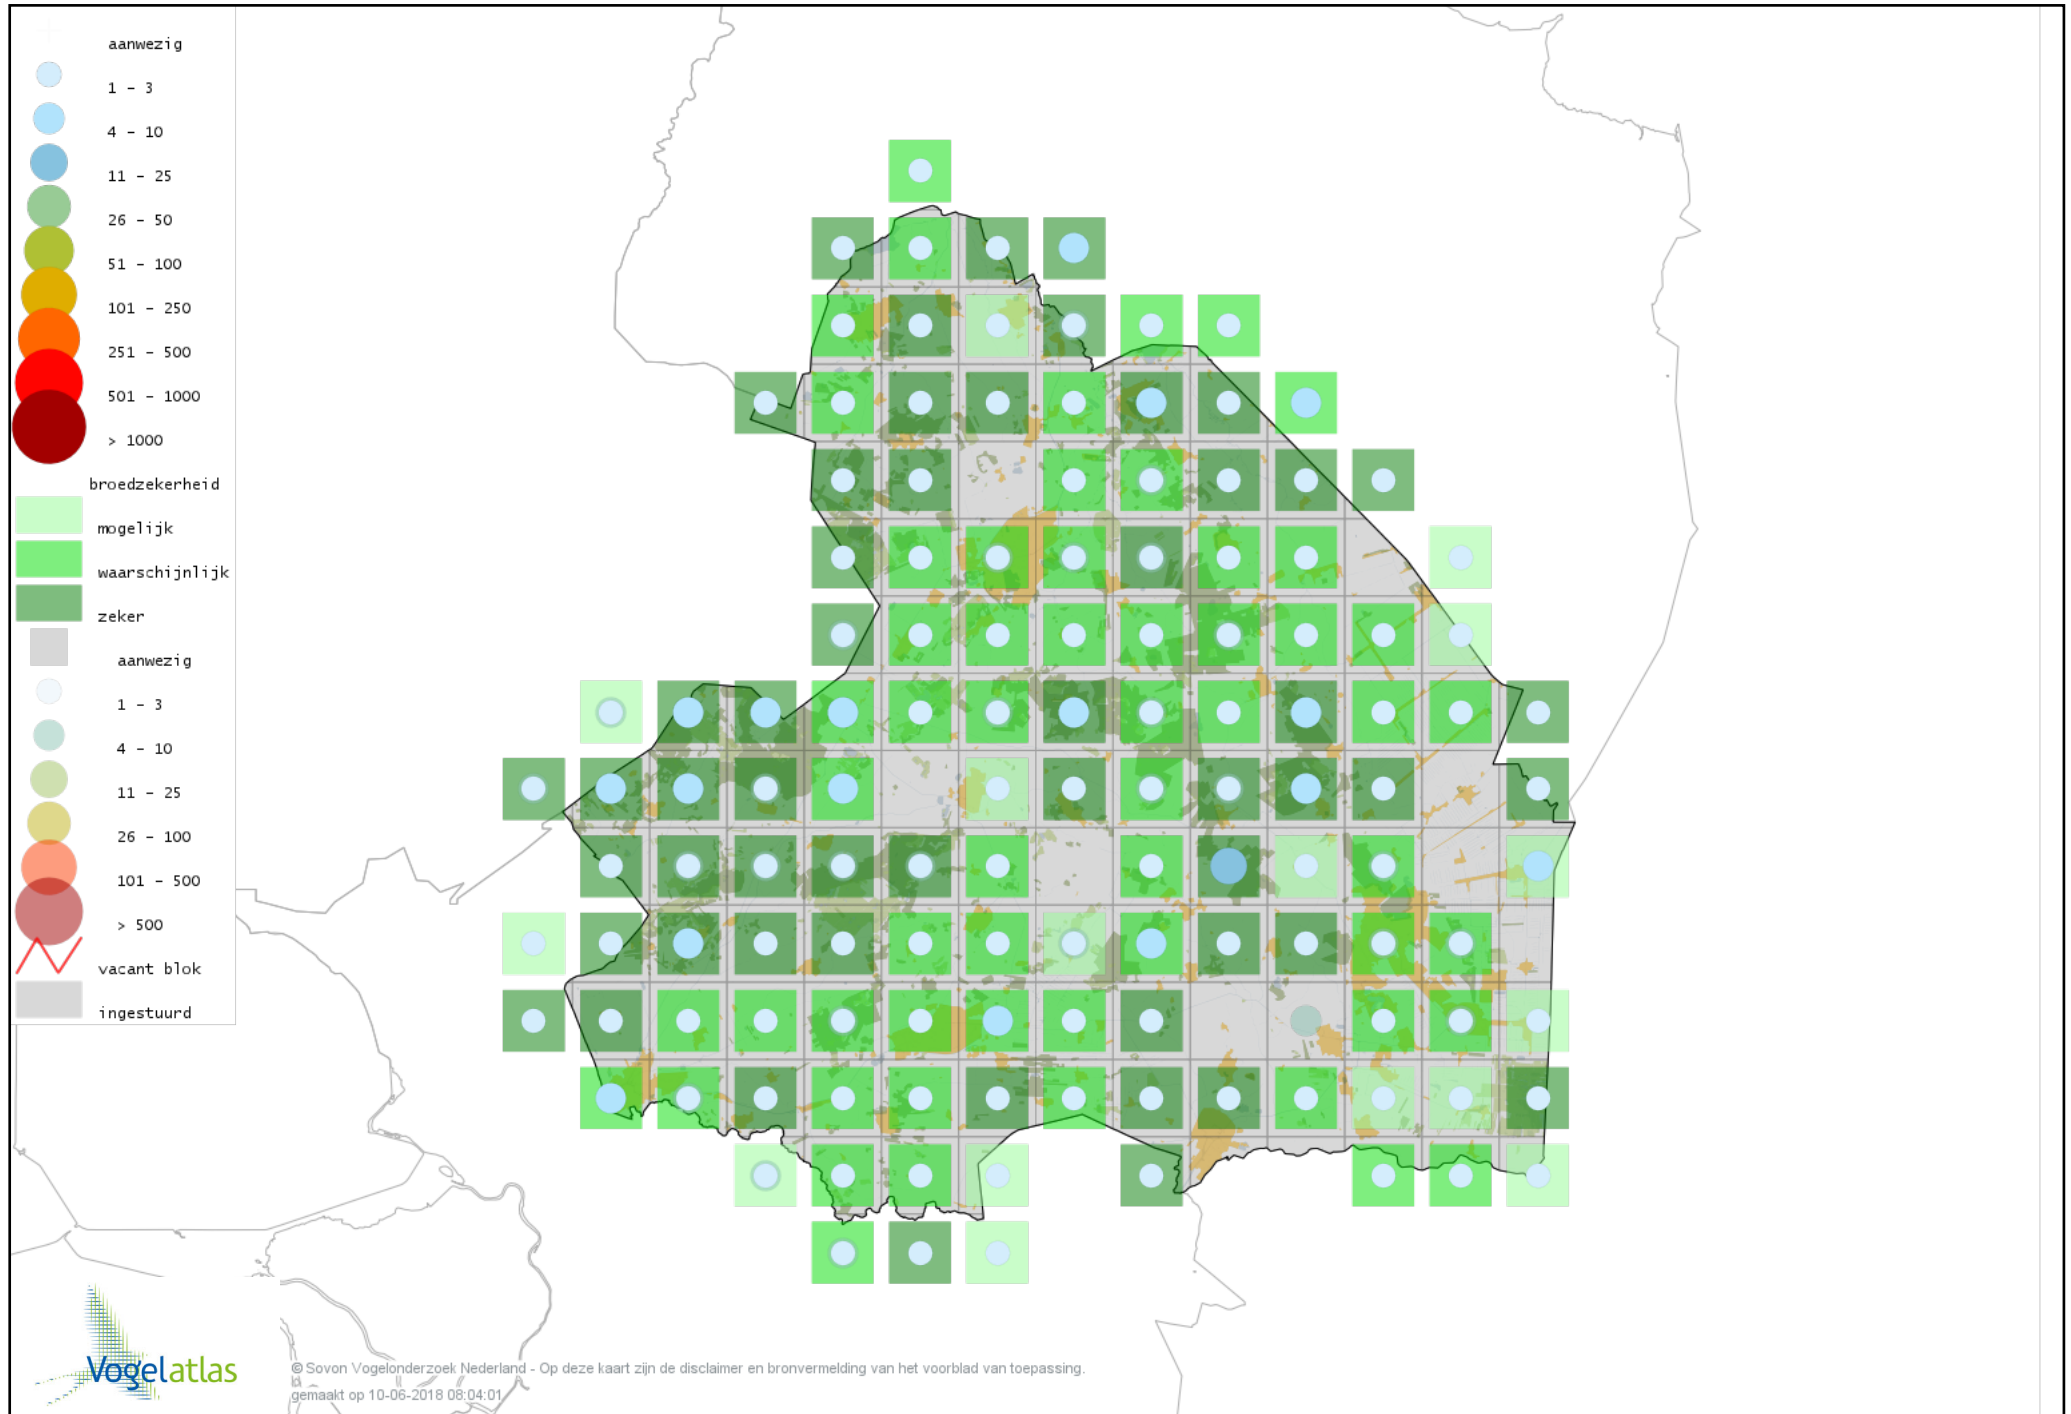 aanwezig
1 - 3
4 - 10
11 - 25
26 - 50
51 - 100
101 - 250
251 - 500
501 - 1000
> 1000
broedzekerheid
mogelijk
waarschijnlijk
zeker
aanwezig
1 - 3
4 - 10
11 - 25
26 - 100
101 - 500
> 500
vacant blok
ingestuurd
Vogelatlas
© Sovon Vogelonderzoek Nederland - Op deze kaart zijn de disclaimer en bronvermelding van het voorblad van toepassing.
gemaakt op 10-06-2018 08:04:01